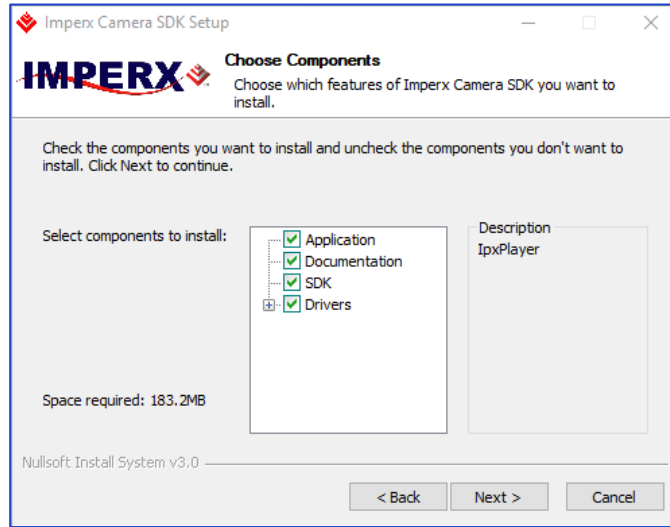 Imperx Camera SDK Setup
IMPERX
Choose Components
Choose which features of Imperx Camera SDK you want to
install.
Check the components you want to install and uncheck the components you don't want to
install. Click Next to continue.
Select components to install:
Application
Documentation
SDK
Drivers
Description
IpxPlayer
Space required: 183.2MB
Nullsoft Install System v3.0
< Back
Next >
Cancel